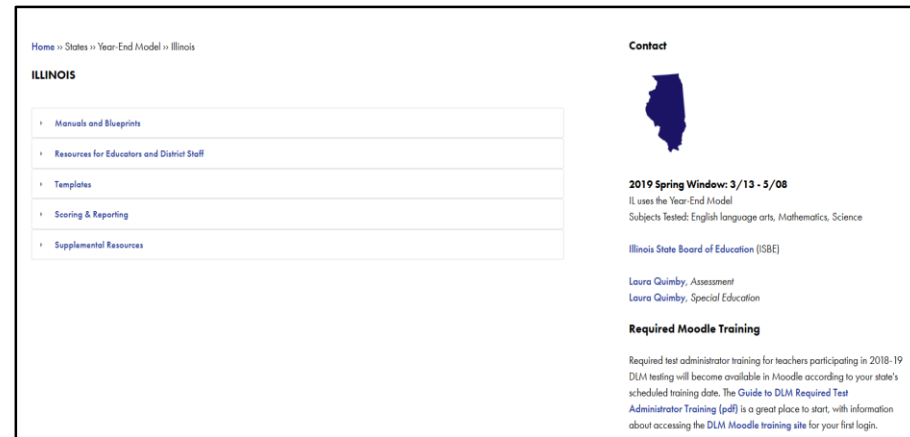 Home ›› States ›› Year-End Model ›› Illinois
ILLINOIS
Manuals and Blueprints
Resources for Educators and District Staff
Templates
Scoring & Reporting
Supplemental Resources
Contact
2019 Spring Window: 3/13 - 5/08
IL uses the Year-End Model
Subjects Tested: English language arts, Mathematics, Science
Illinois State Board of Education (ISBE)
Laura Quimby, Assessment
Laura Quimby, Special Education
Required Moodle Training
Required test administrator training for teachers participating in 2018-19
DLM testing will become available in Moodle according to your state's
scheduled training date. The Guide to DLM Required Test
Administrator Training (pdf) is a great place to start, with information
about accessing the DLM Moodle training site for your first login.